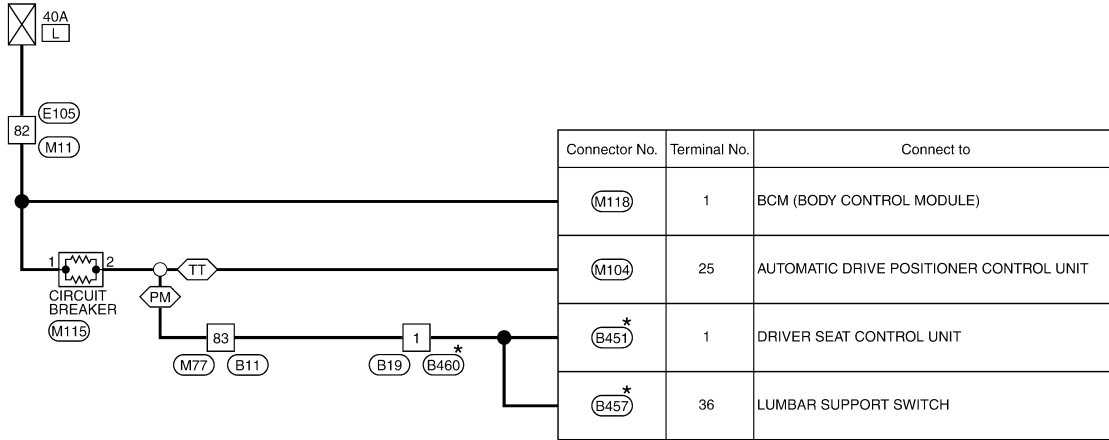 40A
L
E105
82
M11
Connector No. Terminal No. Connect to
M118 1 BCM (BODY CONTROL MODULE)
1 2 TT M104 25 AUTOMATIC DRIVE POSITIONER CONTROL UNIT
CIRCUIT
BREAKER
M115
PM
83 1 B451* 1 DRIVER SEAT CONTROL UNIT
M77 B11 B19 B460*
B457* 36 LUMBAR SUPPORT SWITCH